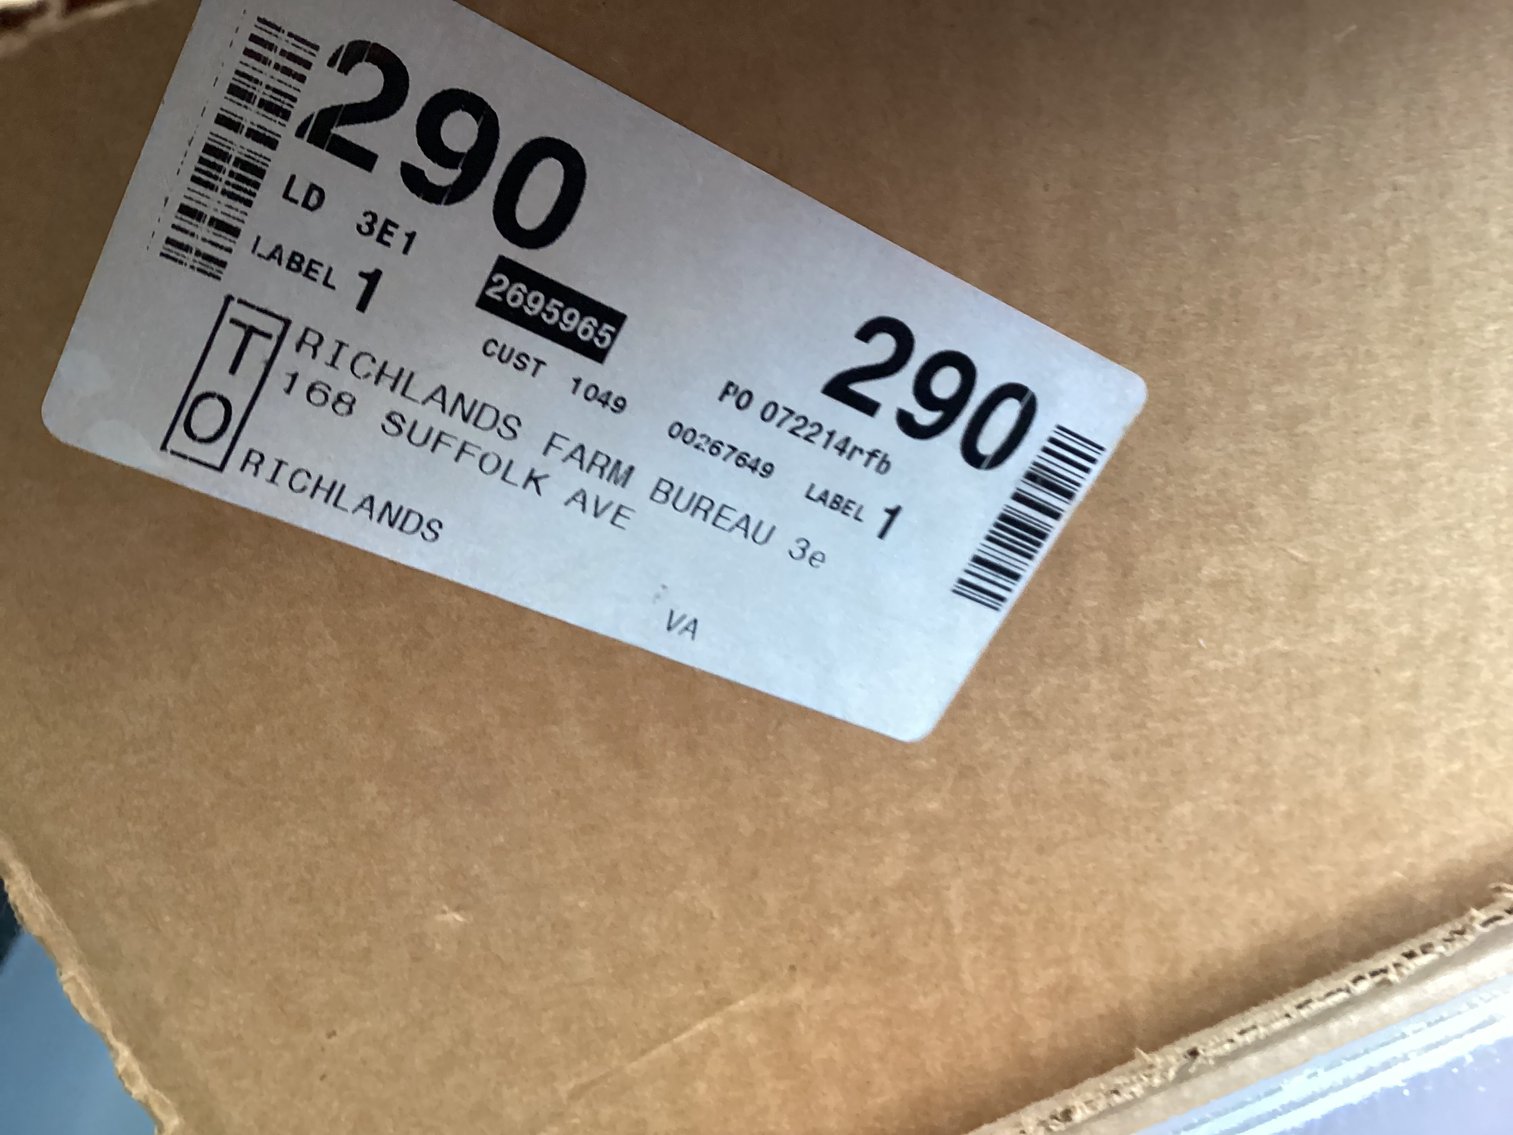 290
LD 3E1
LABEL 1
2695965
290
CUST 1049
00267649
PO 072214rfb
LABEL 1
TO
RICHLANDS FARM BUREAU 3e
168 SUFFOLK AVE
RICHLANDS VA